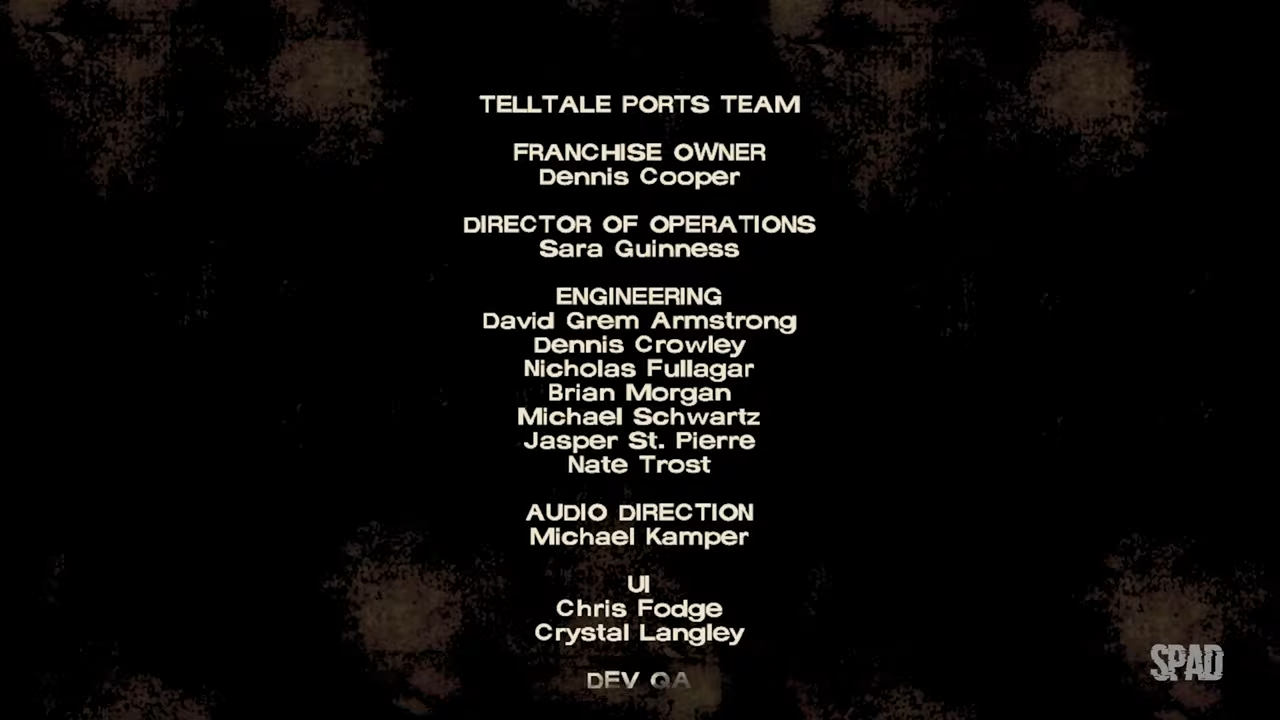 TELLTALE PORTS TEAM
FRANCHISE OWNER
Dennis Cooper
DIRECTOR OF OPERATIONS
Sara Guinness
ENGINEERING
David Grem Armstrong
Dennis Crowley
Nicholas Fullagar
Brian Morgan
Michael Schwartz
Jasper St. Pierre
Nate Trost
AUDIO DIRECTION
Michael Kamper
UI
Chris Fodge
Crystal Langley
DEV QA
SPAD